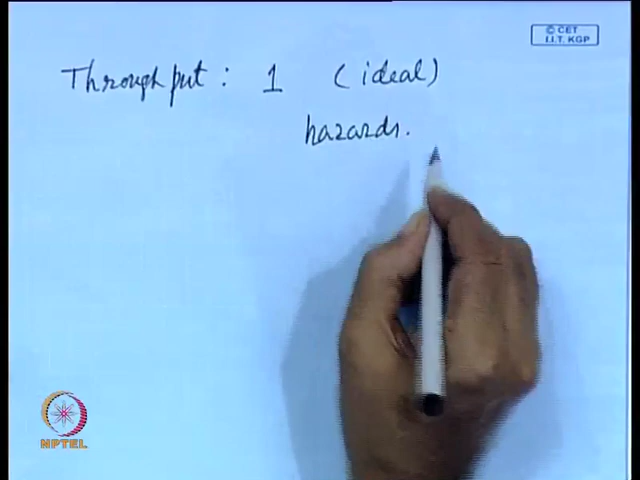 © CET
I.I.T. KGP
Throughput : 1 (ideal)
hazards.
NPTEL